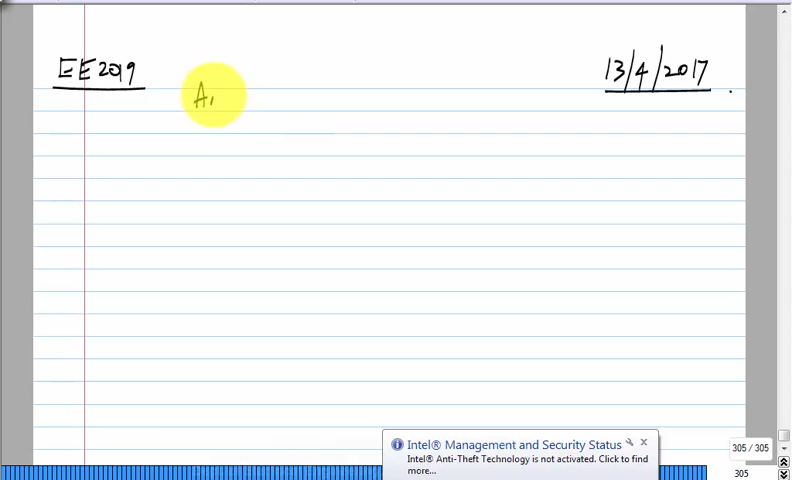 EE2019
13/4/2017
A
Intel® Management and Security Status
Intel® Anti-Theft Technology is not activated. Click to find
more...
305 / 305
305